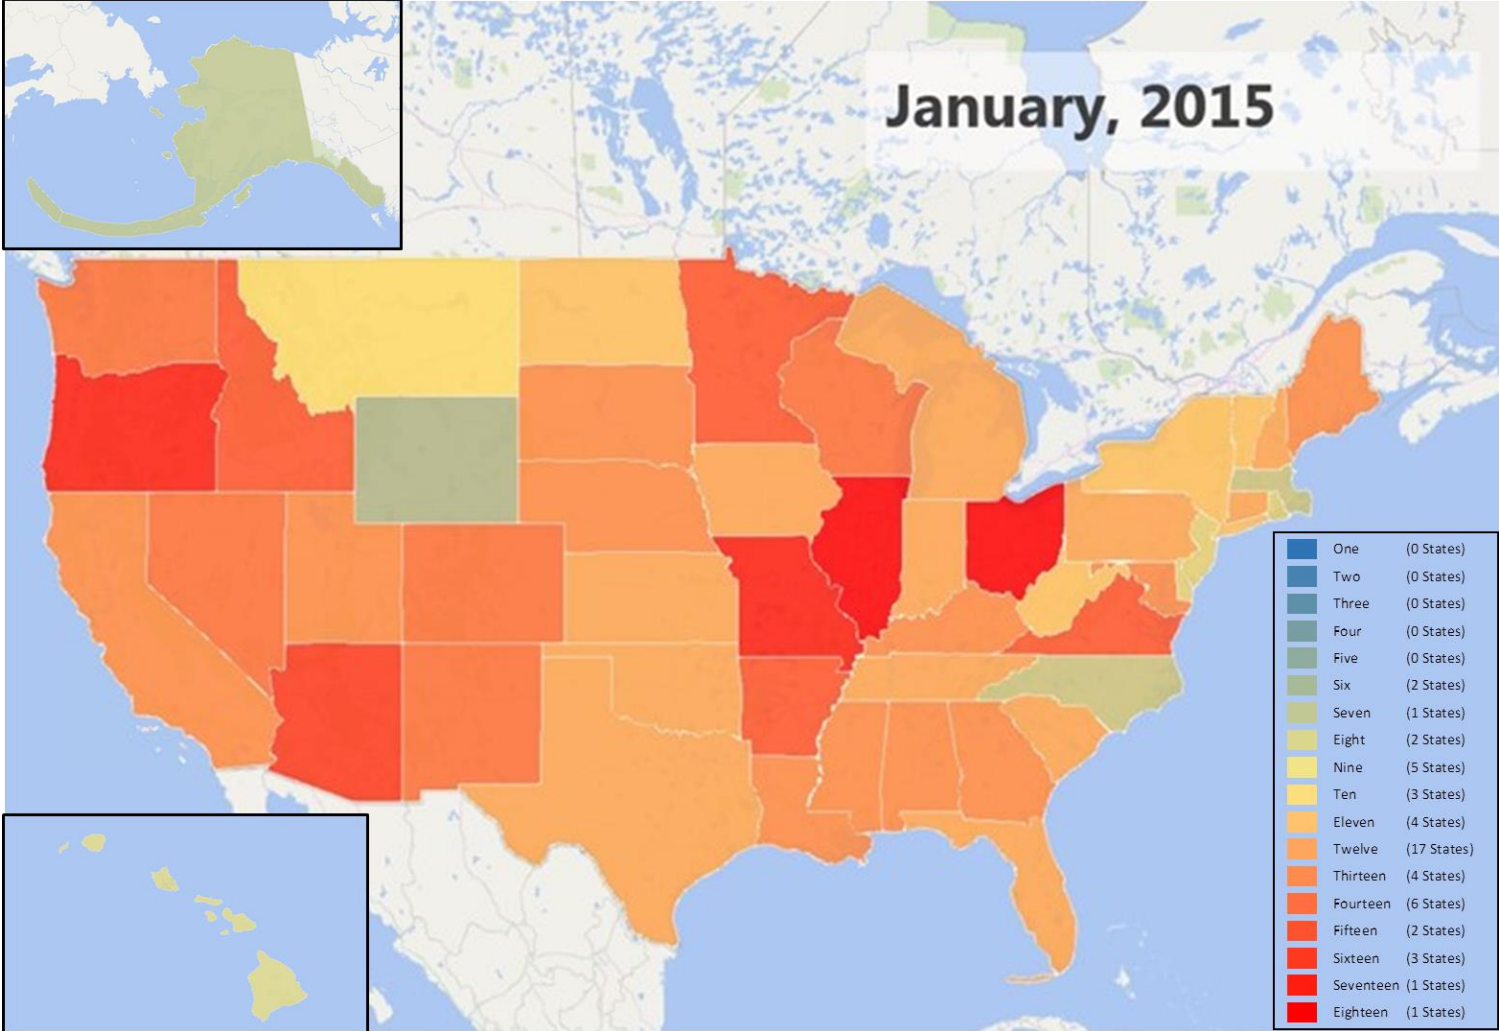 January, 2015
One (0 States)
Two (0 States)
Three (0 States)
Four (0 States)
Five (0 States)
Six (2 States)
Seven (1 States)
Eight (2 States)
Nine (5 States)
Ten (3 States)
Eleven (4 States)
Twelve (17 States)
Thirteen (4 States)
Fourteen (6 States)
Fifteen (2 States)
Sixteen (3 States)
Seventeen (1 States)
Eighteen (1 States)